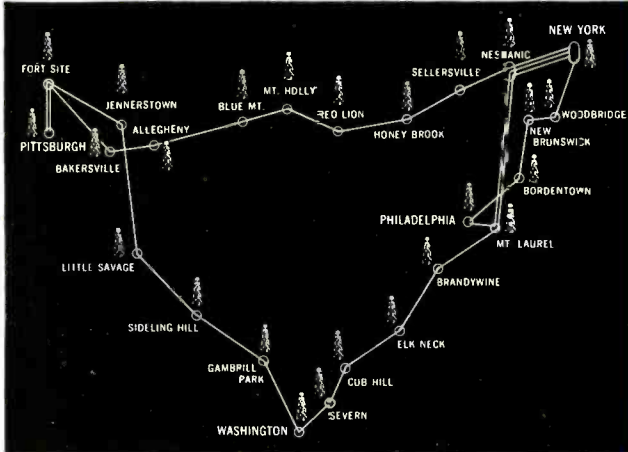 NEW YORK
FORT SITE
NESHANIC
SELLERSVILLE
MT. HOLLY
JENNERSTOWN
BLUE MT.
RED LION
WOODBRIDGE
ALLEGHENY
HONEY BROOK
NEW
BRUNSWICK
PITTSBURGH
BAKERSVILLE
BORDENTOWN
PHILADELPHIA
MT. LAUREL
LITTLE SAVAGE
BRANDYWINE
SIDELING HILL
ELK NECK
GAMBRILL
PARK
CUB HILL
SEVERN
WASHINGTON